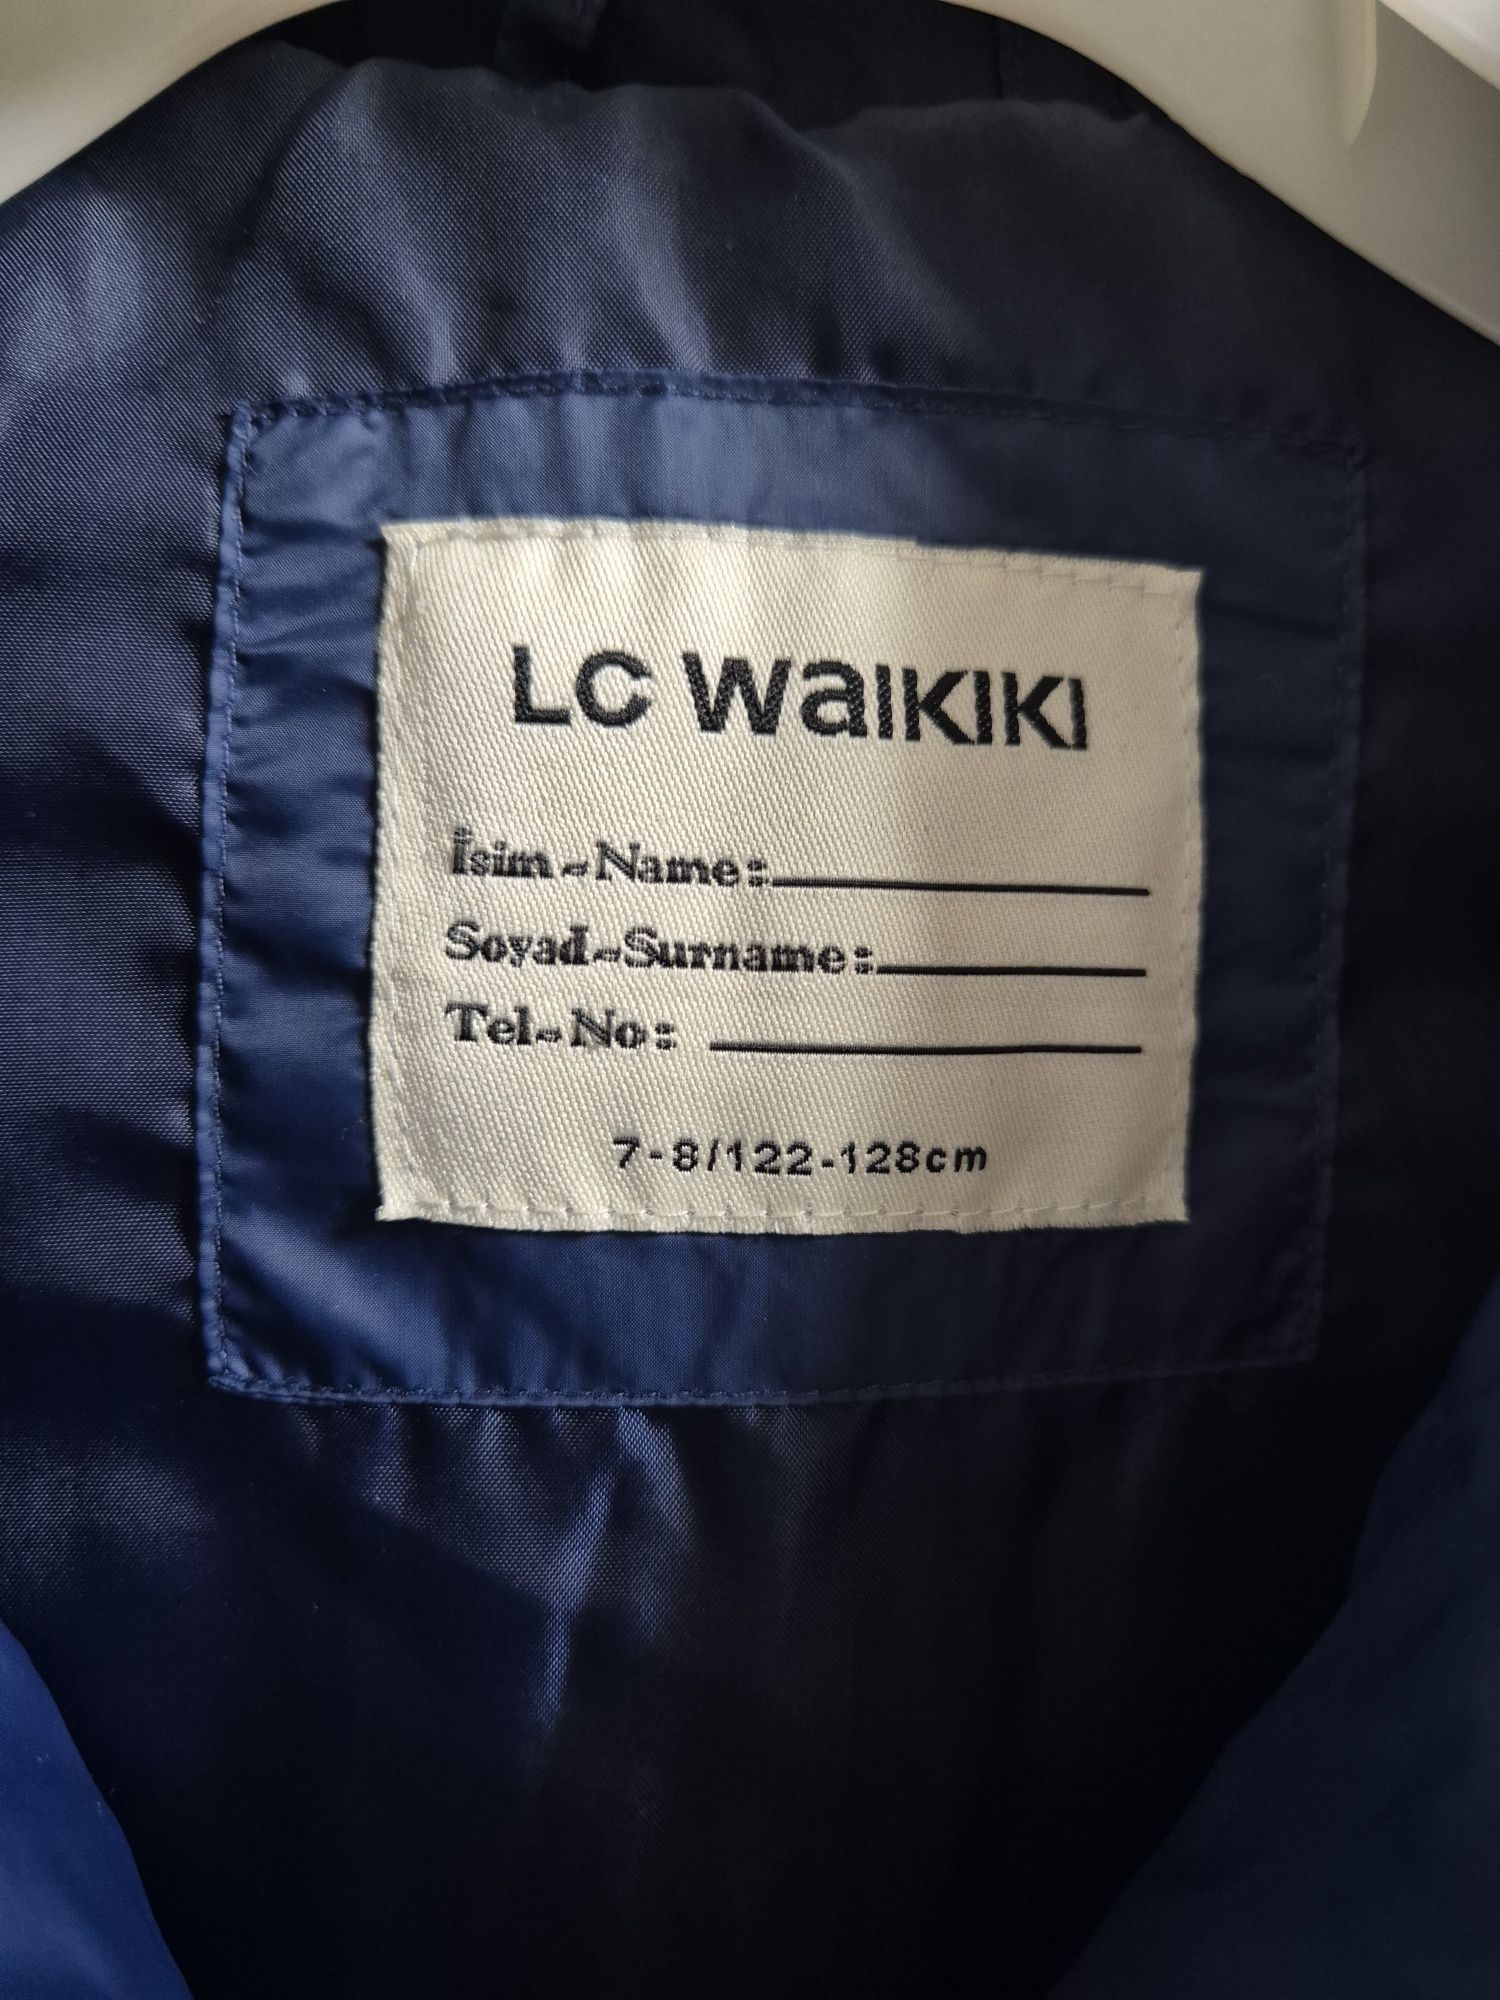 LC Waikiki
İsim-Name:
Soyad-Surname:
Tel-No:
7-8/122-128cm